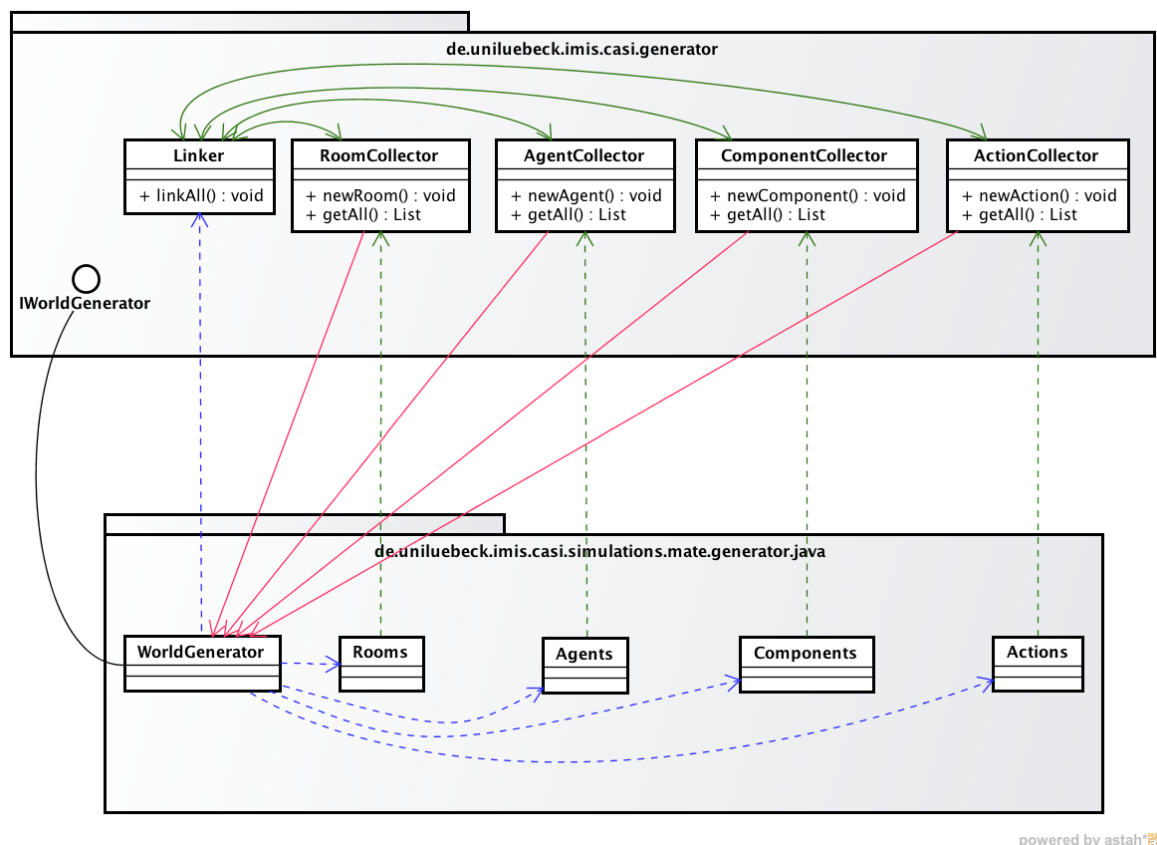 de.uniluebeck.imis.casi.generator
Linker
+ linkAll() : void
RoomCollector
+ newRoom() : void
+ getAll() : List
AgentCollector
+ newAgent() : void
+ getAll() : List
ComponentCollector
+ newComponent() : void
+ getAll() : List
ActionCollector
+ newAction() : void
+ getAll() : List
IWorldGenerator
de.uniluebeck.imis.casi.simulations.mate.generator.java
WorldGenerator
Rooms
Agents
Components
Actions
powered by astah*